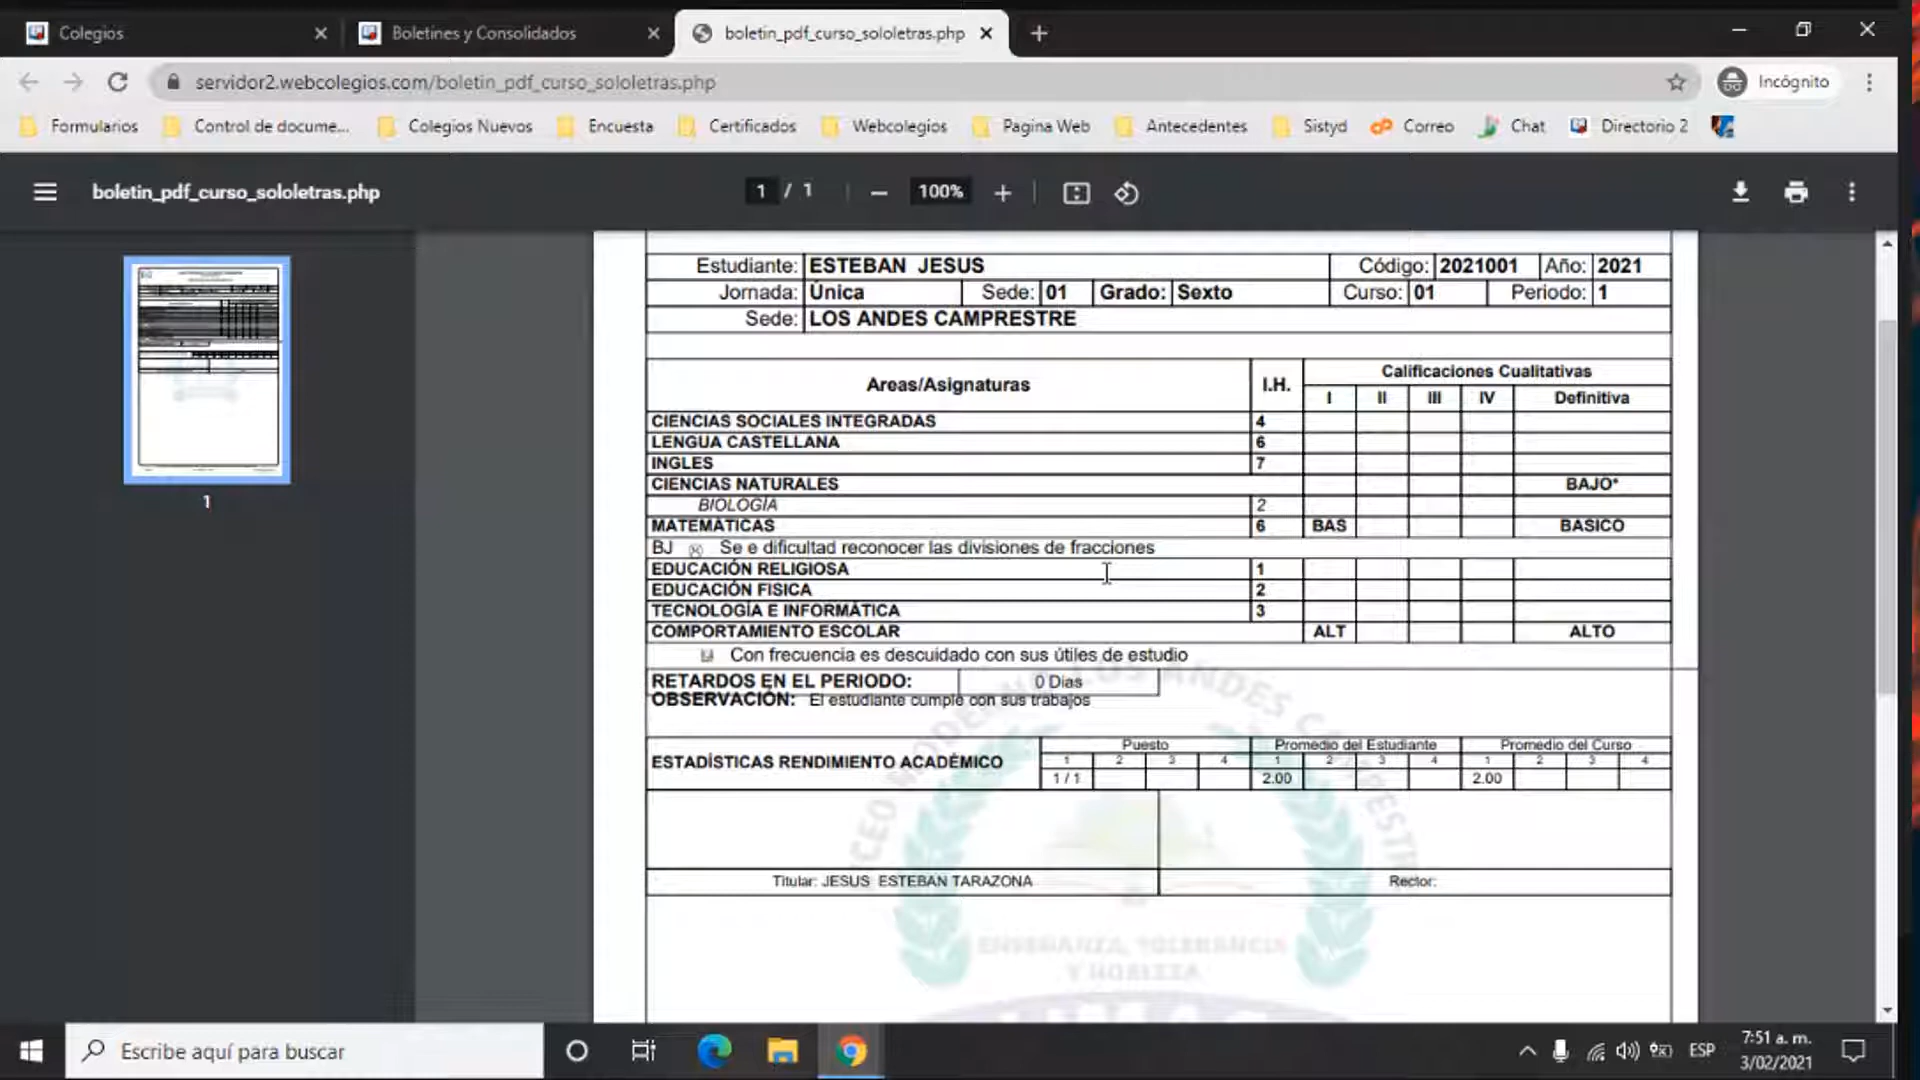 Colegios
Boletines y Consolidados
boletin_pdf_curso_sololetras.php
servidor2.webcolegios.com/boletin_pdf_curso_sololetras.php
Incógnito
Formularios
Control de docume...
Colegios Nuevos
Encuesta
Certificados
Webcolegios
Pagina Web
Antecedentes
Sistyd
Correo
Chat
Directorio 2
boletin_pdf_curso_sololetras.php
1 / 1
100%
1
Estudiante: ESTEBAN JESUS Código: 2021001 Año: 2021
Jornada: Única Sede: 01 Grado: Sexto Curso: 01 Periodo: 1
Sede: LOS ANDES CAMPRESTRE
Areas/Asignaturas I.H. Calificaciones Cualitativas
I II III IV Definitiva
CIENCIAS SOCIALES INTEGRADAS 4
LENGUA CASTELLANA 6
INGLES 7
CIENCIAS NATURALES BAJO*
BIOLOGÍA 2
MATEMÁTICAS 6 BAS BASICO
BJ Se e dificultad reconocer las divisiones de fracciones
EDUCACIÓN RELIGIOSA 1
EDUCACIÓN FISICA 2
TECNOLOGÍA E INFORMÁTICA 3
COMPORTAMIENTO ESCOLAR ALT ALTO
Con frecuencia es descuidado con sus útiles de estudio
RETARDOS EN EL PERIODO: 0 Dias
OBSERVACIÓN: El estudiante cumple con sus trabajos
ESTADÍSTICAS RENDIMIENTO ACADÉMICO Puesto Promedio del Estudiante Promedio del Curso
1 2 3 4 1 2 3 4 1 2 3 4
1 / 1 2.00 2.00
Titular: JESUS ESTEBAN TARAZONA Rector:
ENSEÑANZA, TOLERANCIA
Y NOBLEZA
Escribe aquí para buscar
ESP
7:51 a. m.
3/02/2021